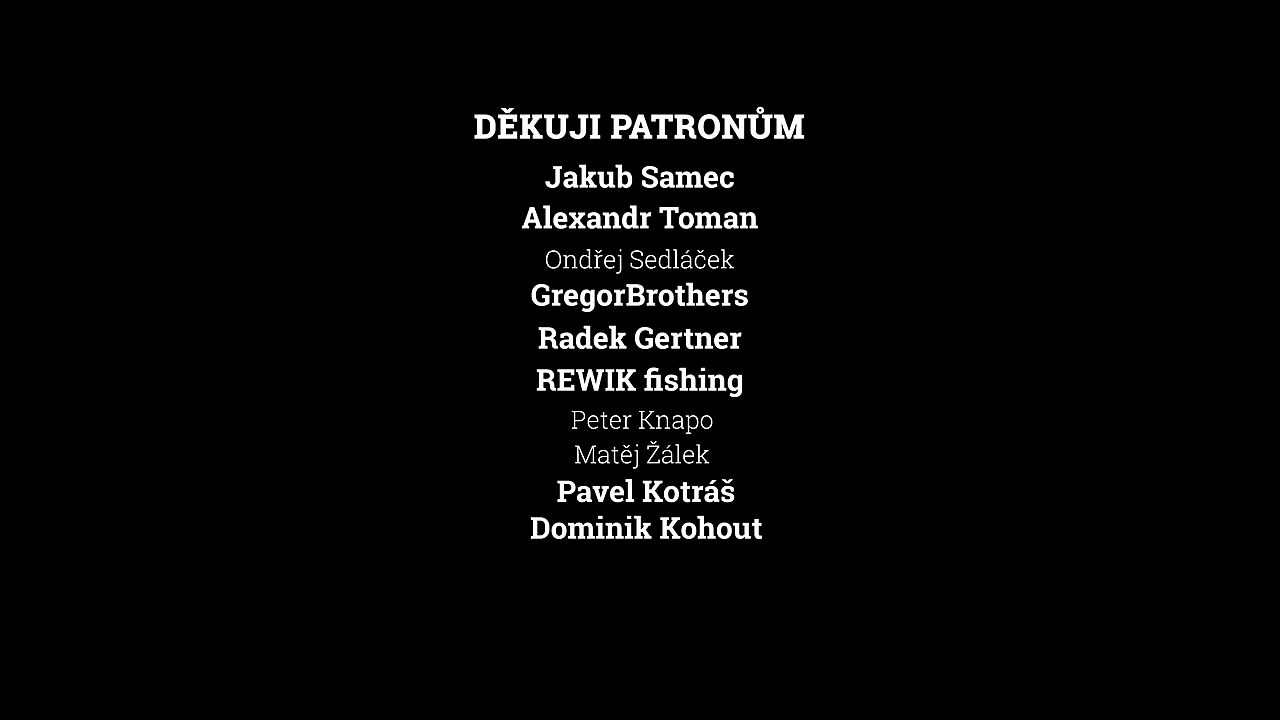 DĚKUJI PATRONŮM
Jakub Samec
Alexandr Toman
Ondřej Sedláček
GregorBrothers
Radek Gertner
REWIK fishing
Peter Knapo
Matěj Žálek
Pavel Kotráš
Dominik Kohout